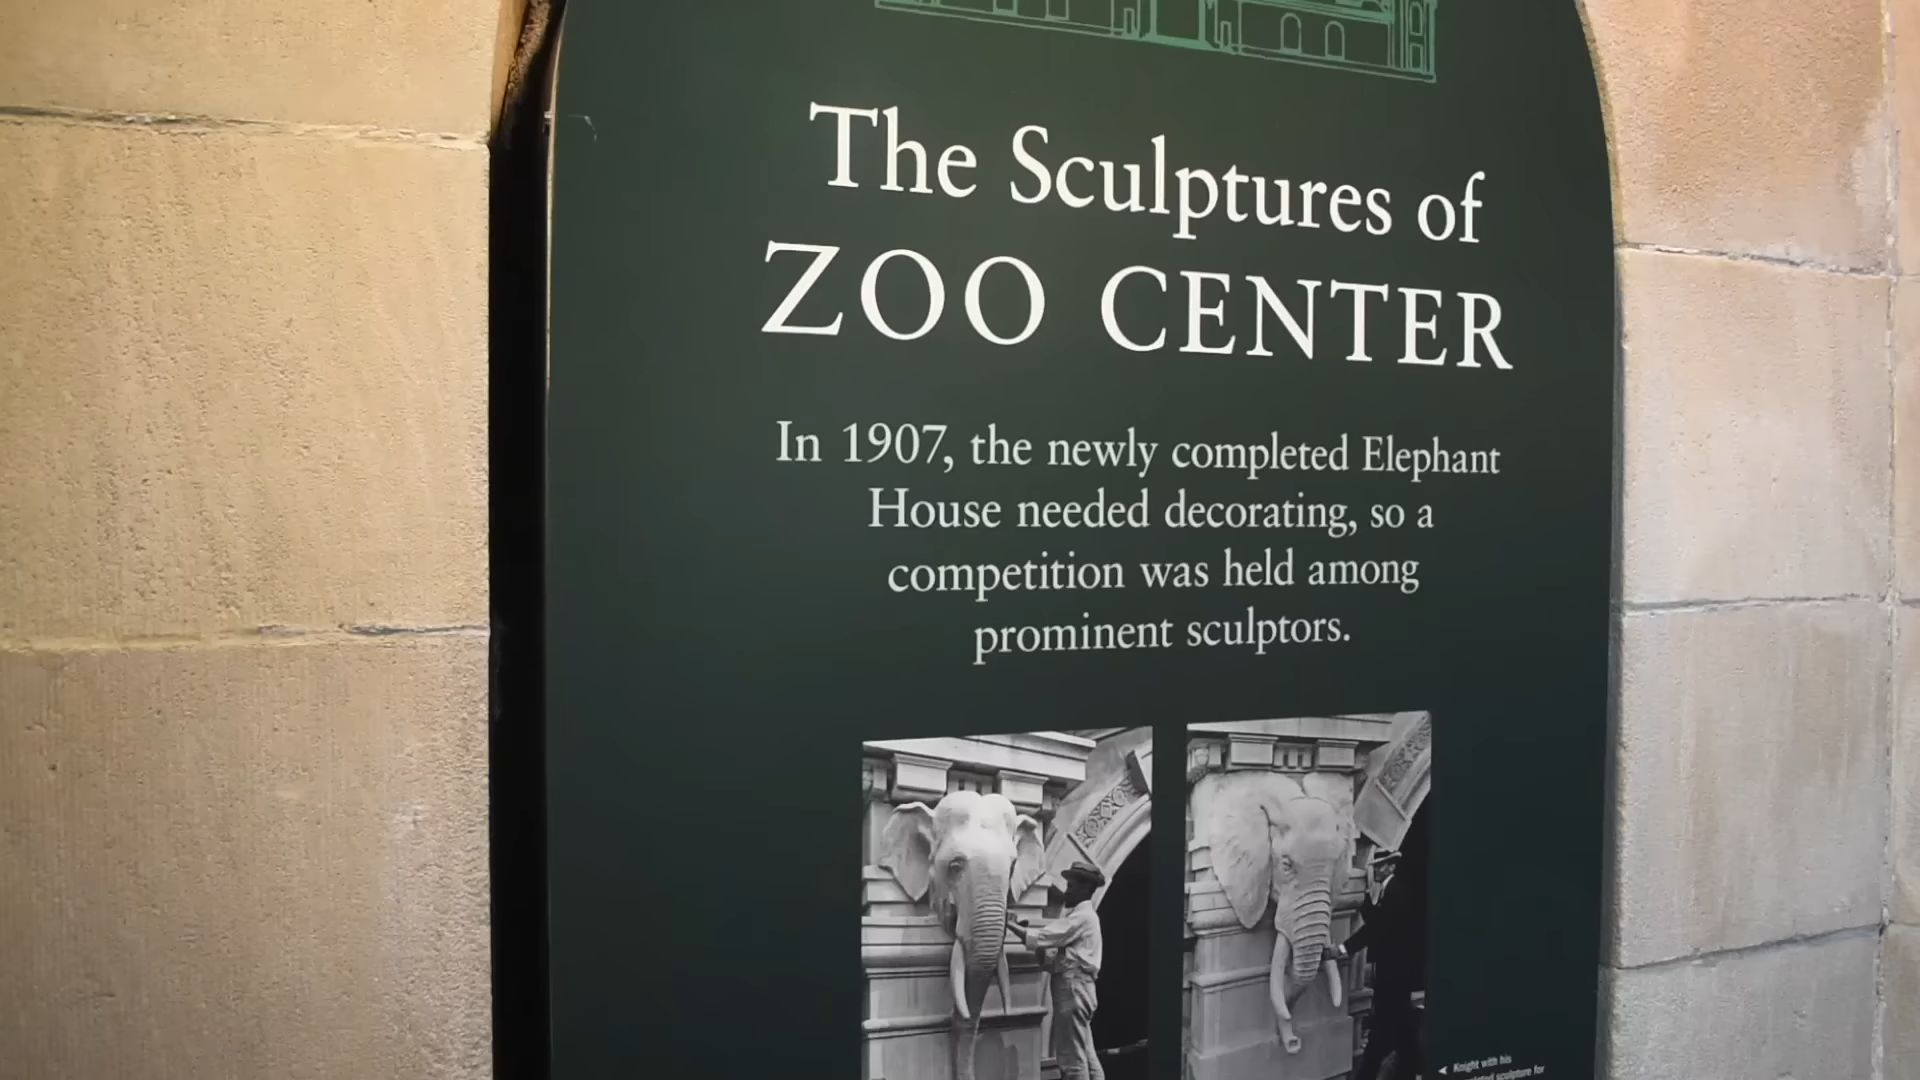 The Sculptures of
ZOO CENTER
In 1907, the newly completed Elephant
House needed decorating, so a
competition was held among
prominent sculptors.
Knight with his
sculpture for